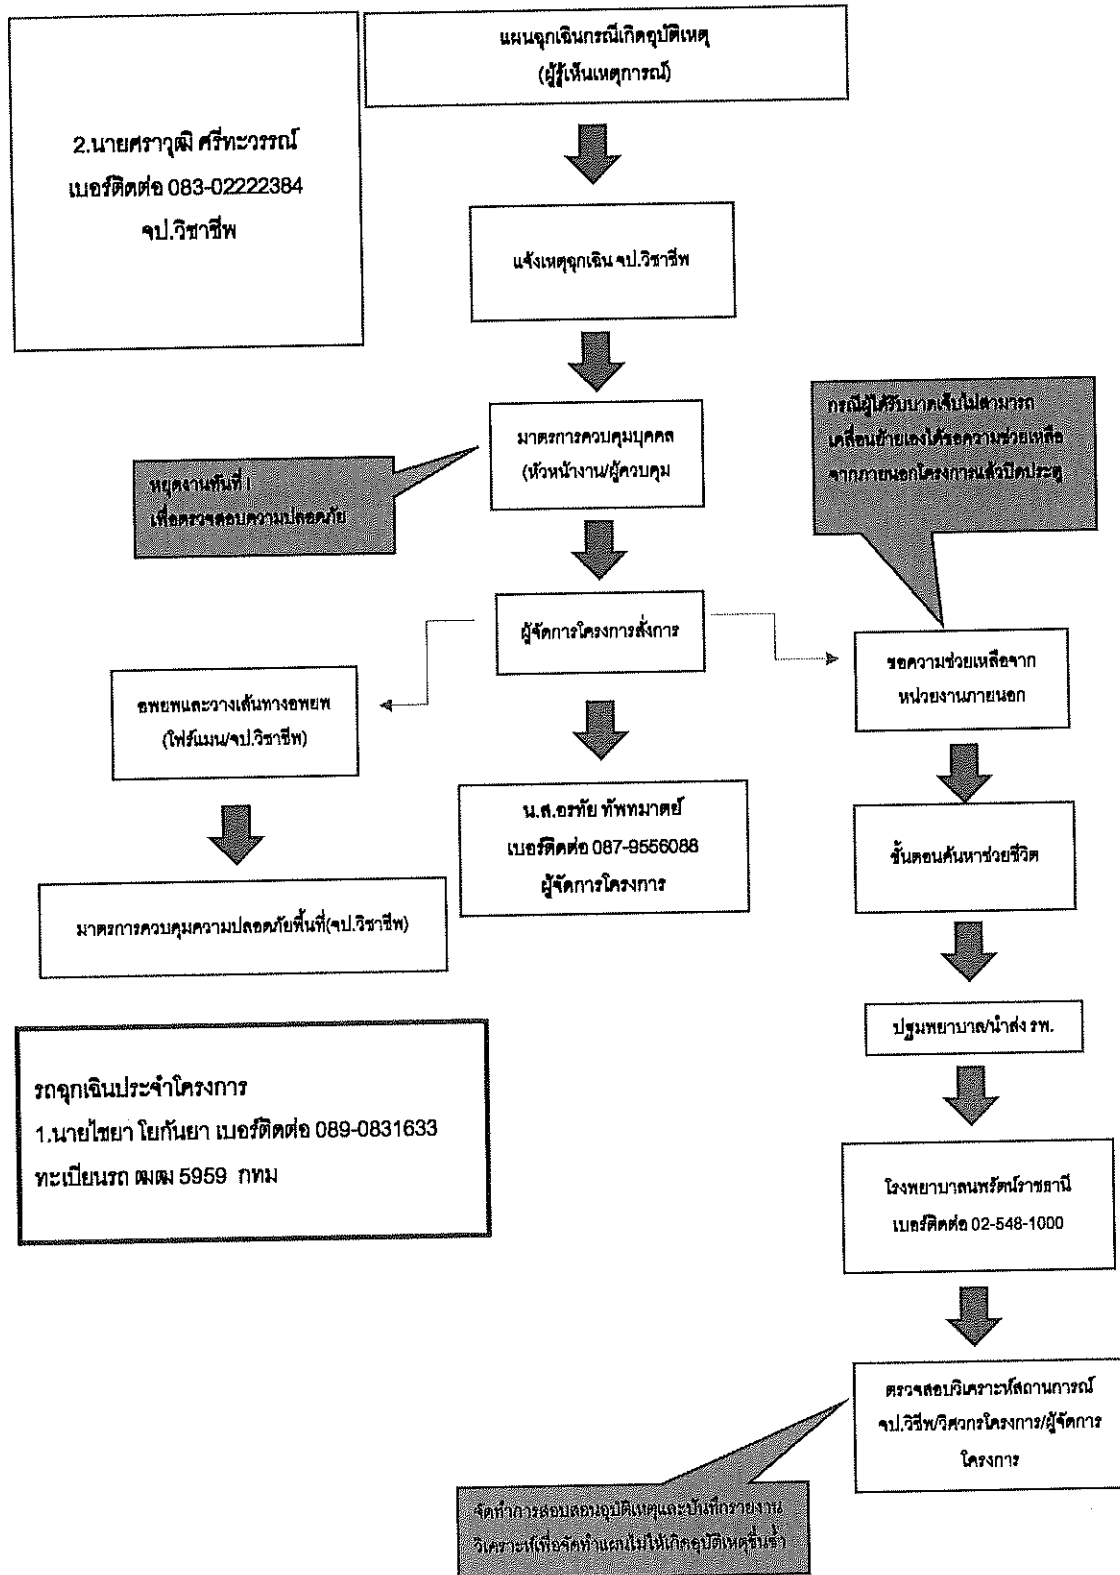 แผนฉุกเฉินกรณีเกิดอุบัติเหตุ
(ผู้รู้เห็นเหตุการณ์)
2.นายศราวุฒิ ศรีทะวรรณ์
เบอร์ติดต่อ 083-02222384
จป.วิชาชีพ
แจ้งเหตุฉุกเฉิน จป.วิชาชีพ
มาตรการควบคุมบุคคล
(หัวหน้างาน/ผู้ควบคุม
หยุดงานทันที !
เพื่อตรวจสอบความปลอดภัย
กรณีผู้ได้รับบาดเจ็บไม่สามารถ
เคลื่อนย้ายเองได้ขอความช่วยเหลือ
จากภายนอกโครงการแล้วปิดประตู
ผู้จัดการโครงการสั่งการ
อพยพและวางเส้นทางอพยพ
(โฟร์แมน/จป.วิชาชีพ)
ขอความช่วยเหลือจาก
หน่วยงานภายนอก
น.ส.อรทัย ทัพทมาตย์
เบอร์ติดต่อ 087-9556088
ผู้จัดการโครงการ
ขั้นตอนค้นหาช่วยชีวิต
มาตรการควบคุมความปลอดภัยพื้นที่(จป.วิชาชีพ)
ปฐมพยาบาล/นำส่ง รพ.
รถฉุกเฉินประจำโครงการ
1.นายไชยา โยกันยา เบอร์ติดต่อ 089-0831633
ทะเบียนรถ ฒฒ 5959 กทม
โรงพยาบาลนพรัตน์ราชธานี
เบอร์ติดต่อ 02-548-1000
ตรวจสอบวิเคราะห์สถานการณ์
จป.วิชีพ/วิศวกรโครงการ/ผู้จัดการ
โครงการ
จัดทำการสอบสอนอุบัติเหตุและบันทึกรายงาน
วิเคราะห์เพื่อจัดทำแผนไม่ให้เกิดอุบัติเหตุขึ้นซ้ำ